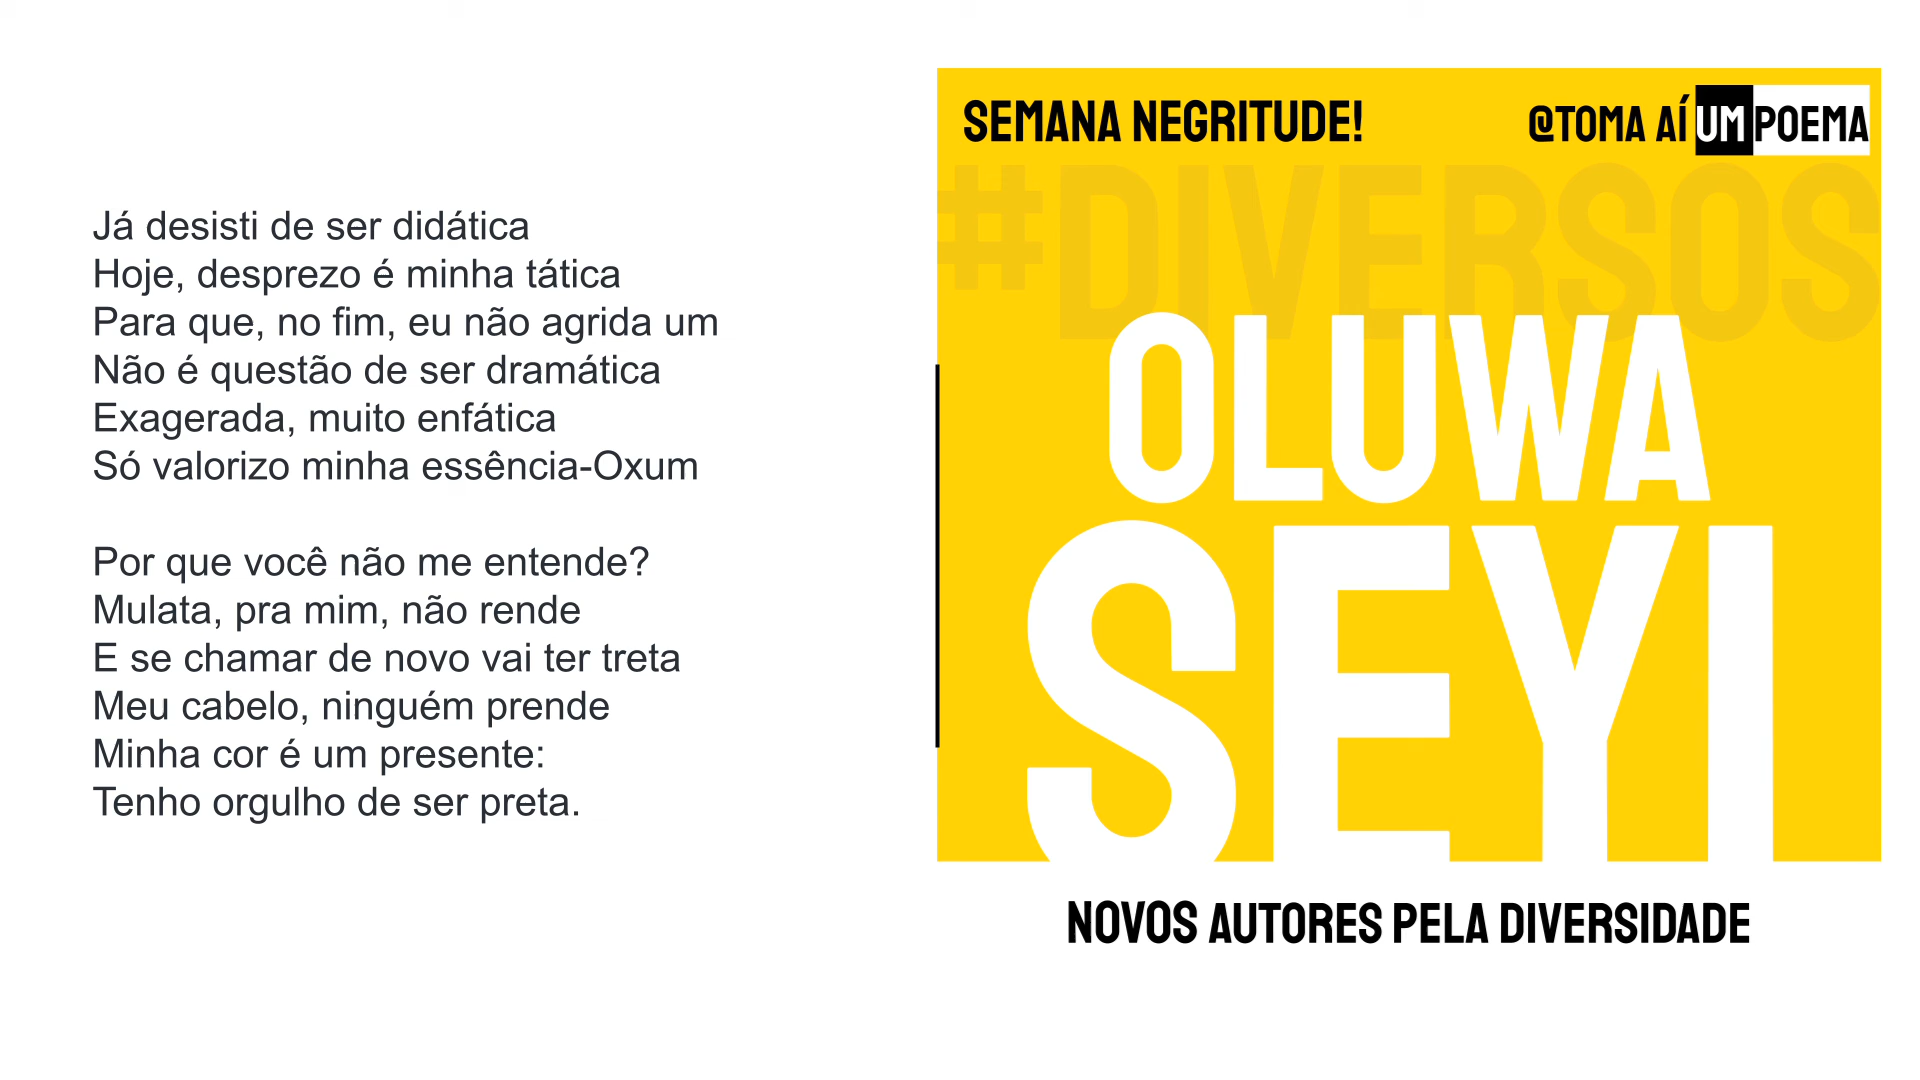 Já desisti de ser didática
Hoje, desprezo é minha tática
Para que, no fim, eu não agrida um
Não é questão de ser dramática
Exagerada, muito enfática
Só valorizo minha essência-Oxum
Por que você não me entende?
Mulata, pra mim, não rende
E se chamar de novo vai ter treta
Meu cabelo, ninguém prende
Minha cor é um presente:
Tenho orgulho de ser preta.
SEMANA NEGRITUDE!
@TOMA AÍ UM POEMA
#DIVERSOS
OLUWA
SEYI
NOVOS AUTORES PELA DIVERSIDADE